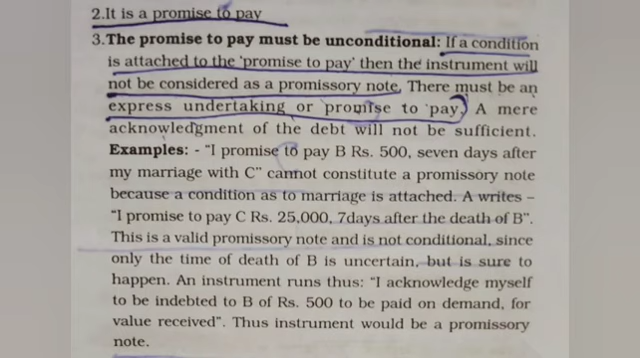 2.It is a promise to pay
3.The promise to pay must be unconditional: If a condition
is attached to the 'promise to pay' then the instrument will
not be considered as a promissory note. There must be an
express undertaking or promise to 'pay. A mere
acknowledgment of the debt will not be sufficient.
Examples: - "I promise to pay B Rs. 500, seven days after
my marriage with C" cannot constitute a promissory note
because a condition as to marriage is attached. A writes –
"I promise to pay C Rs. 25,000, 7days after the death of B".
This is a valid promissory note and is not conditional, since
only the time of death of B is uncertain, but is sure to
happen. An instrument runs thus: "I acknowledge myself
to be indebted to B of Rs. 500 to be paid on demand, for
value received". Thus instrument would be a promissory
note.